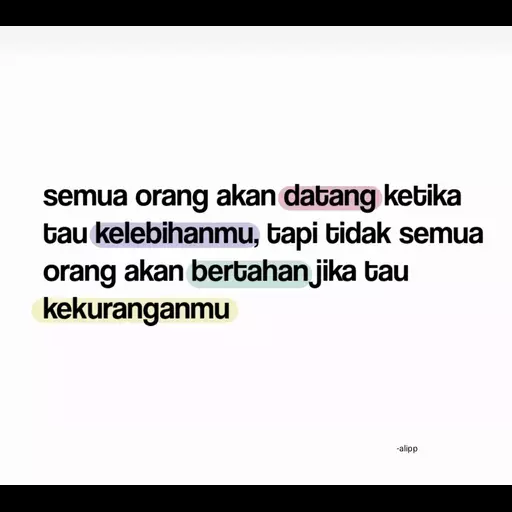 semua orang akan datang ketika
tau kelebihanmu, tapi tidak semua
orang akan bertahan jika tau
kekuranganmu
-alipp